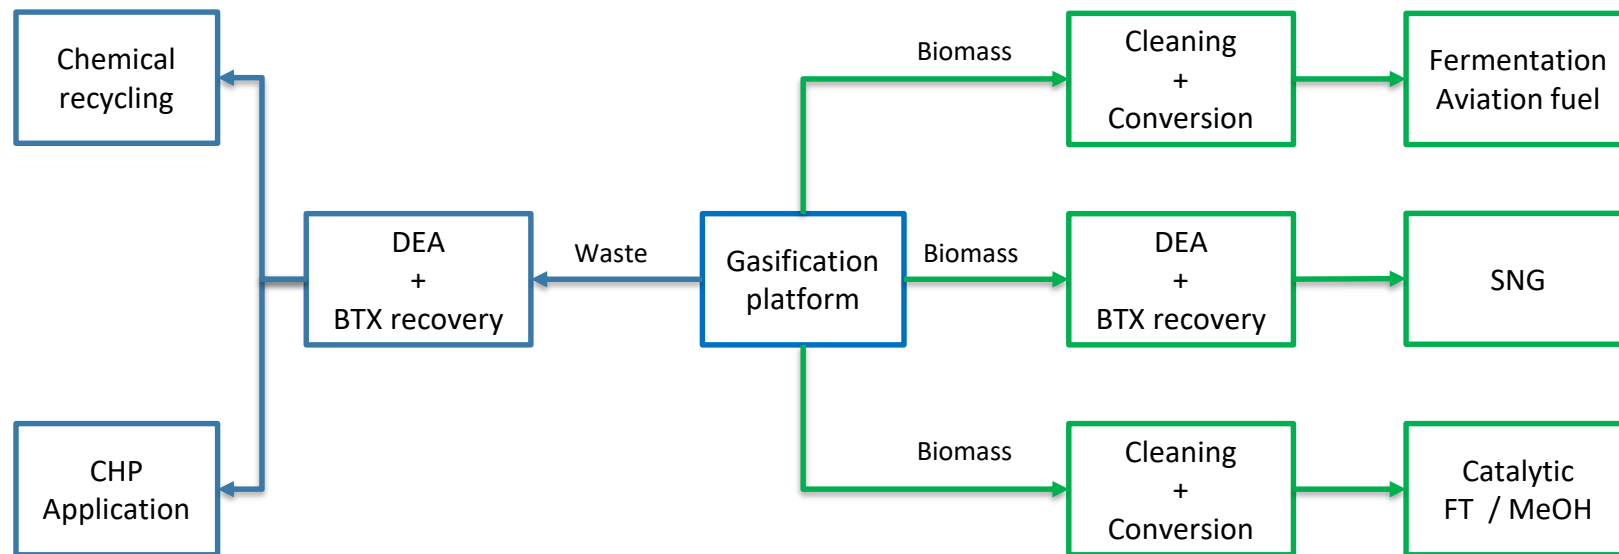 Chemical
recycling
Biomass
Cleaning
+
Conversion
Fermentation
Aviation fuel
DEA
+
BTX recovery
Waste
Gasification
platform
Biomass
DEA
+
BTX recovery
SNG
CHP
Application
Biomass
Cleaning
+
Conversion
Catalytic
FT / MeOH